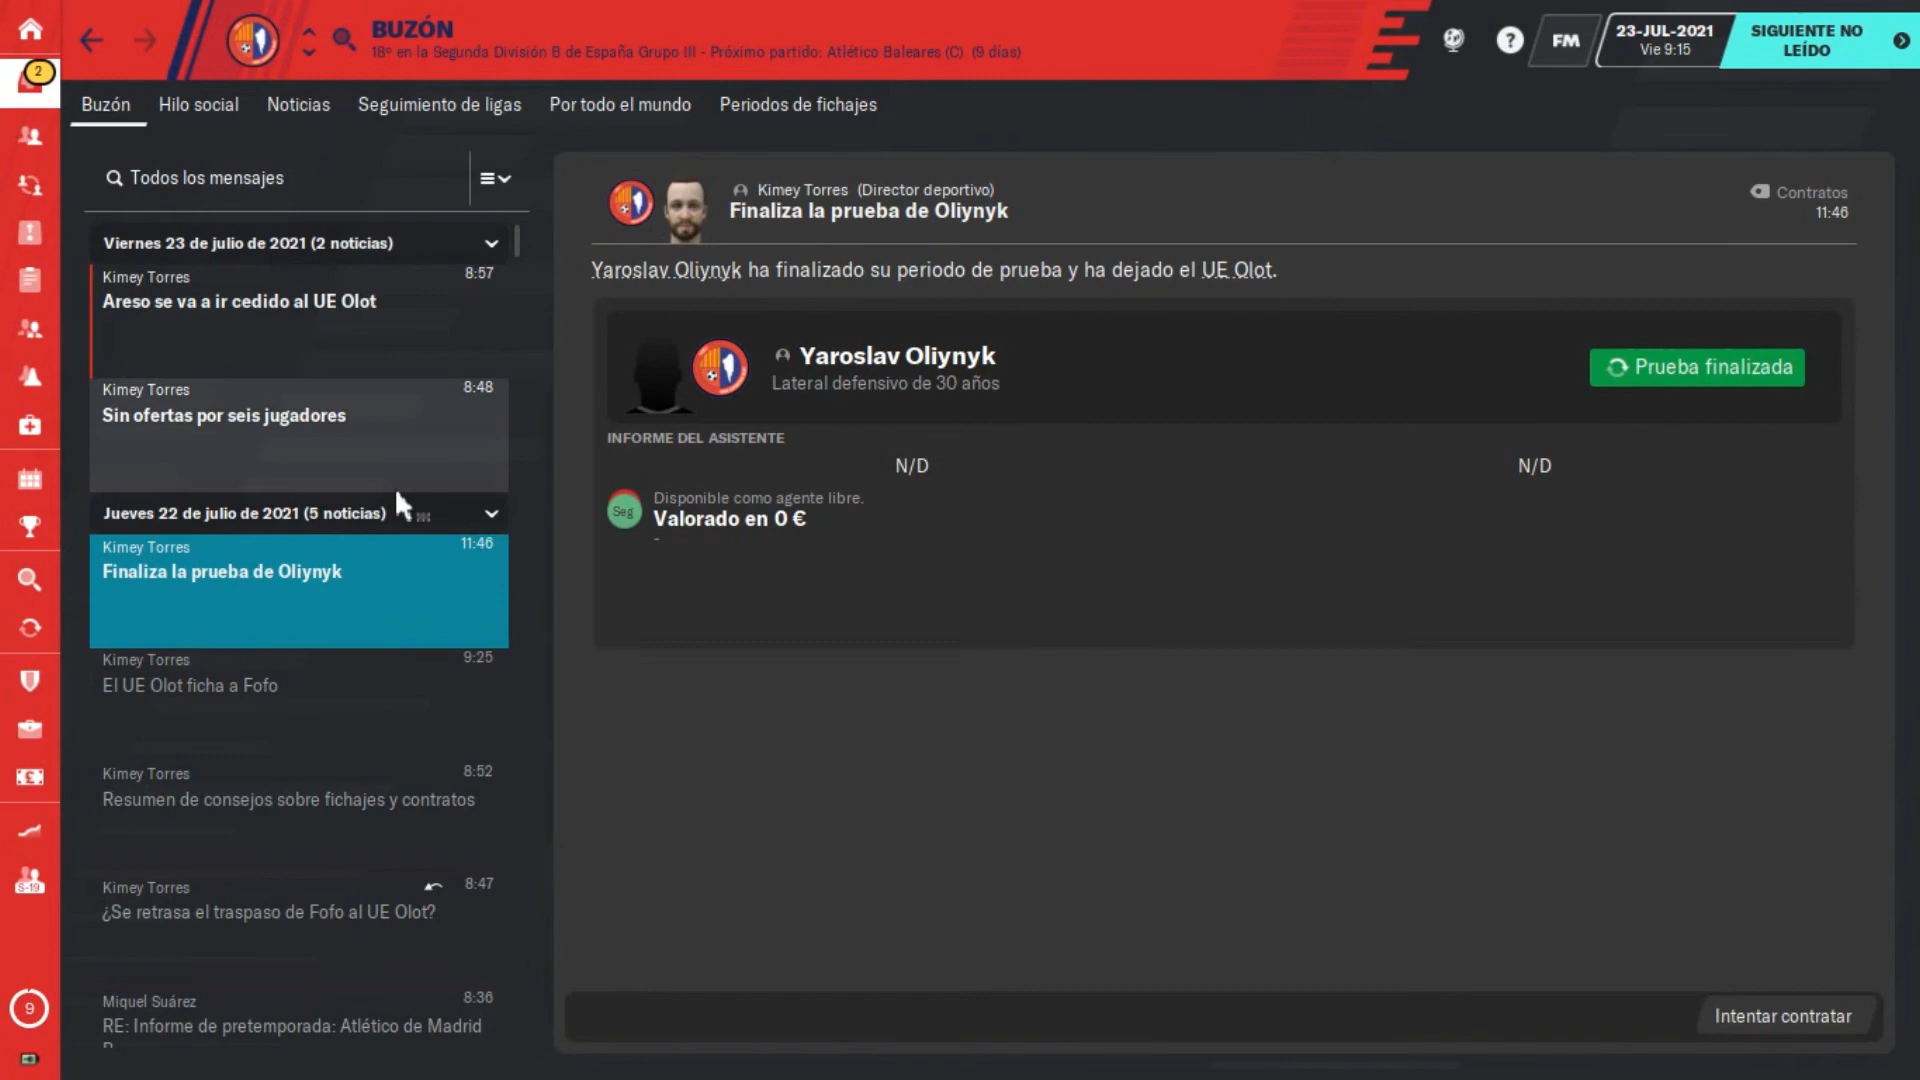 BUZÓN
18º en la Segunda División B de España Grupo III - Próximo partido: Atlético Baleares (C) (9 días)
FM
23-JUL-2021
Vie 9:15
SIGUIENTE NO
LEÍDO
2
Buzón
Hilo social
Noticias
Seguimiento de ligas
Por todo el mundo
Periodos de fichajes
Todos los mensajes
Viernes 23 de julio de 2021 (2 noticias)
Kimey Torres 8:57
Areso se va a ir cedido al UE Olot
Kimey Torres 8:48
Sin ofertas por seis jugadores
Jueves 22 de julio de 2021 (5 noticias)
Kimey Torres 11:46
Finaliza la prueba de Oliynyk
Kimey Torres 9:25
El UE Olot ficha a Fofo
Kimey Torres 8:52
Resumen de consejos sobre fichajes y contratos
Kimey Torres 8:47
¿Se retrasa el traspaso de Fofo al UE Olot?
Miquel Suárez 8:36
RE: Informe de pretemporada: Atlético de Madrid
S-19
9
Kimey Torres (Director deportivo)
Finaliza la prueba de Oliynyk
Contratos
11:46
Yaroslav Oliynyk ha finalizado su periodo de prueba y ha dejado el UE Olot.
Yaroslav Oliynyk
Lateral defensivo de 30 años
Prueba finalizada
INFORME DEL ASISTENTE
N/D
N/D
Seg
Disponible como agente libre.
Valorado en 0 €
-
Intentar contratar